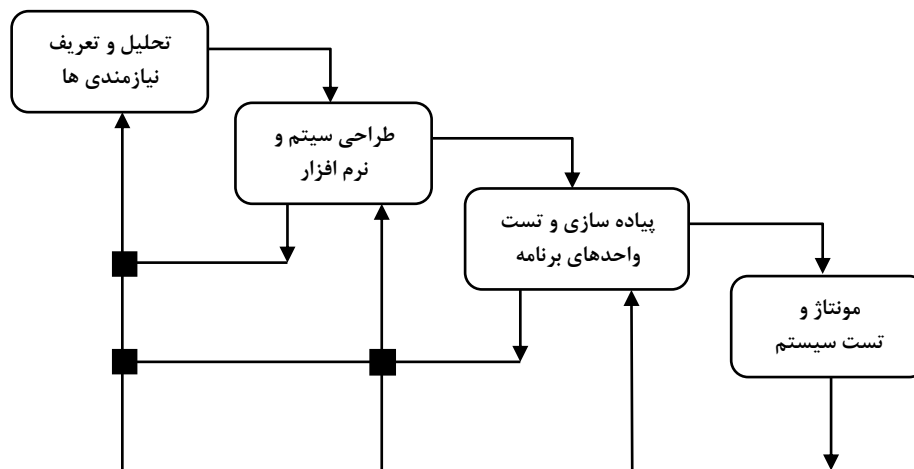 تحلیل و تعریف
نیازمندی ها
طراحی سیتم و
نرم افزار
پیاده سازی و تست
واحدهای برنامه
مونتاژ و
تست سیستم